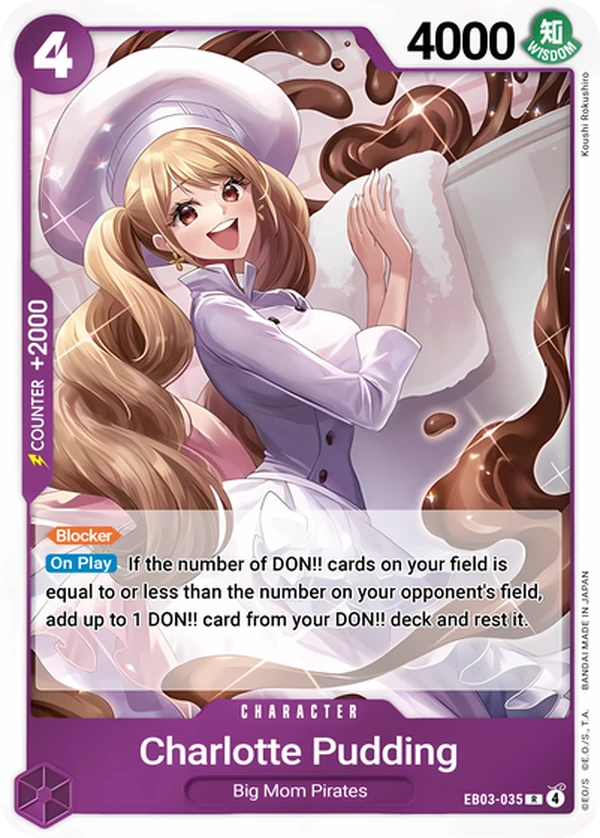 4
4000
知
WISDOM
Koushi Rokushiro
COUNTER +2000
Blocker
On Play If the number of DON!! cards on your field is
equal to or less than the number on your opponent's field,
add up to 1 DON!! card from your DON!! deck and rest it.
CHARACTER
Charlotte Pudding
Big Mom Pirates
EB03-035 R 4
©EO/S ©E.O./S., T.A. BANDAI MADE IN JAPAN